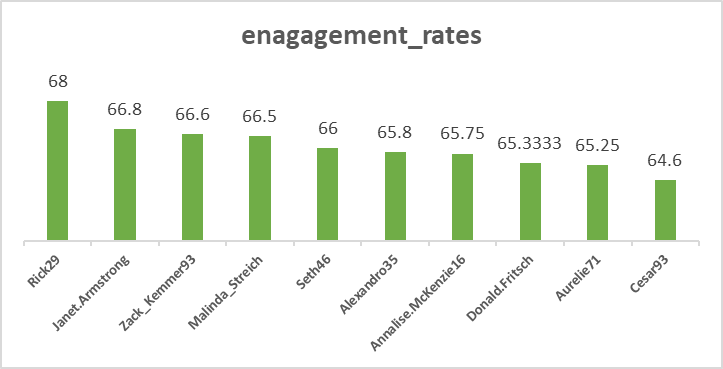 enagagement_rates
68
66.8
66.6
66.5
66
65.8
65.75
65.3333
65.25
64.6
Rick29
Janet.Armstrong
Zack_Kemmer93
Malinda_Streich
Seth46
Alexandro35
Annalise.McKenzie16
Donald.Fritsch
Aurelie71
Cesar93